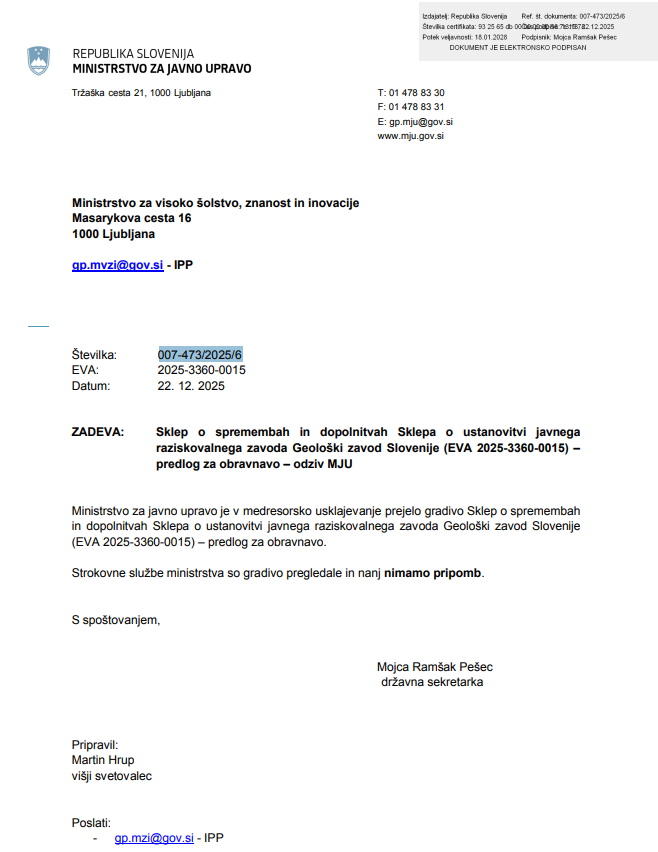 Izdajatelj: Republika Slovenija Ref. št. dokumenta: 007-473/2025/6
Številka certifikata: 93 25 65 db 00
Potek veljavnosti: 18.01.2028 Podpisnik: Mojca Ramšak Pešec
DOKUMENT JE ELEKTRONSKO PODPISAN
REPUBLIKA SLOVENIJA
MINISTRSTVO ZA JAVNO UPRAVO
Tržaška cesta 21, 1000 Ljubljana
T: 01 478 83 30
F: 01 478 83 31
E: gp.mju@gov.si
www.mju.gov.si
Ministrstvo za visoko šolstvo, znanost in inovacije
Masarykova cesta 16
1000 Ljubljana
gp.mvzi@gov.si - IPP
Številka: 007-473/2025/6
EVA: 2025-3360-0015
Datum: 22. 12. 2025
ZADEVA: Sklep o spremembah in dopolnitvah Sklepa o ustanovitvi javnega
raziskovalnega zavoda Geološki zavod Slovenije (EVA 2025-3360-0015) –
predlog za obravnavo – odziv MJU
Ministrstvo za javno upravo je v medresorsko usklajevanje prejelo gradivo Sklep o spremembah
in dopolnitvah Sklepa o ustanovitvi javnega raziskovalnega zavoda Geološki zavod Slovenije
(EVA 2025-3360-0015) – predlog za obravnavo.
Strokovne službe ministrstva so gradivo pregledale in nanj nimamo pripomb.
S spoštovanjem,
Mojca Ramšak Pešec
državna sekretarka
Pripravil:
Martin Hrup
višji svetovalec
Poslati:
- gp.mzi@gov.si - IPP